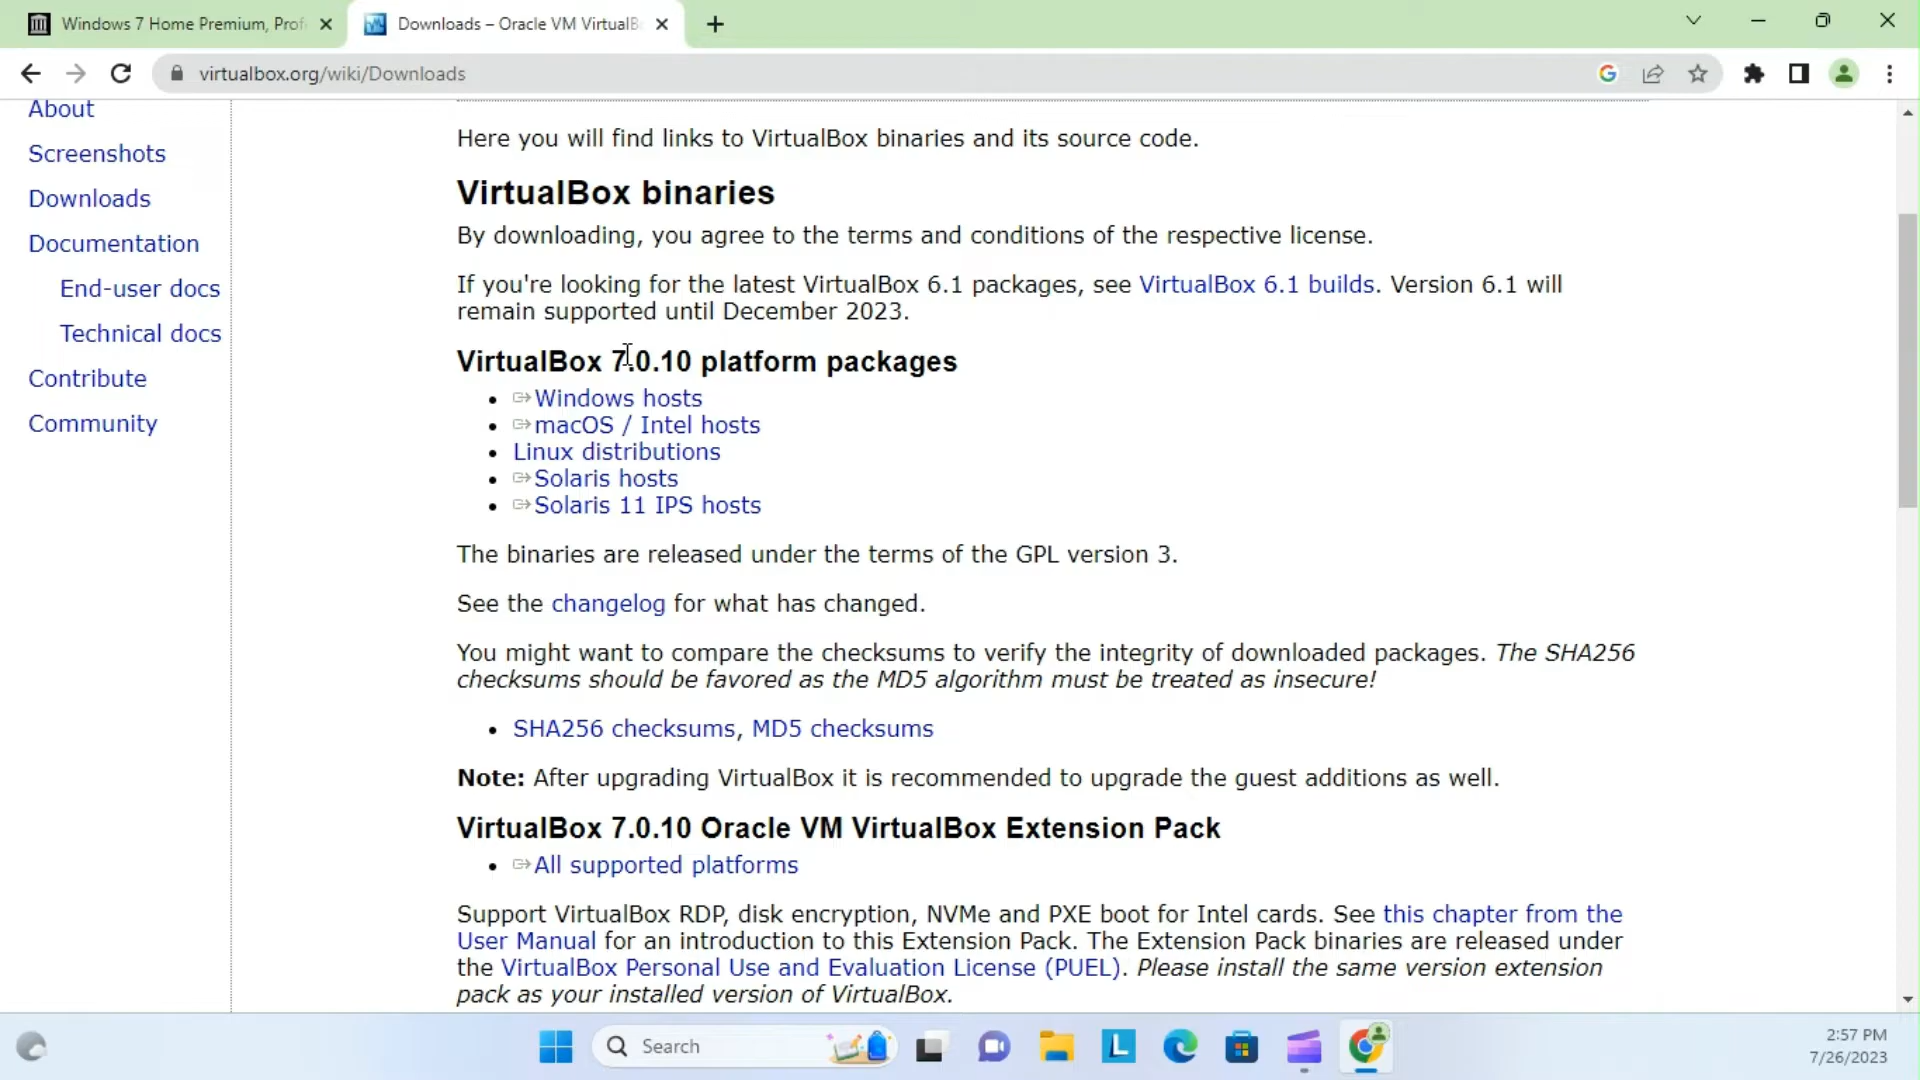 Windows 7 Home Premium, Prof
Downloads – Oracle VM VirtualB
virtualbox.org/wiki/Downloads
About
Screenshots
Downloads
Documentation
End-user docs
Technical docs
Contribute
Community
Here you will find links to VirtualBox binaries and its source code.
VirtualBox binaries
By downloading, you agree to the terms and conditions of the respective license.
If you're looking for the latest VirtualBox 6.1 packages, see VirtualBox 6.1 builds. Version 6.1 will
remain supported until December 2023.
VirtualBox 7.0.10 platform packages
Windows hosts
macOS / Intel hosts
Linux distributions
Solaris hosts
Solaris 11 IPS hosts
The binaries are released under the terms of the GPL version 3.
See the changelog for what has changed.
You might want to compare the checksums to verify the integrity of downloaded packages. The SHA256
checksums should be favored as the MD5 algorithm must be treated as insecure!
SHA256 checksums, MD5 checksums
Note: After upgrading VirtualBox it is recommended to upgrade the guest additions as well.
VirtualBox 7.0.10 Oracle VM VirtualBox Extension Pack
All supported platforms
Support VirtualBox RDP, disk encryption, NVMe and PXE boot for Intel cards. See this chapter from the
User Manual for an introduction to this Extension Pack. The Extension Pack binaries are released under
the VirtualBox Personal Use and Evaluation License (PUEL). Please install the same version extension
pack as your installed version of VirtualBox.
Search
L
2:57 PM
7/26/2023